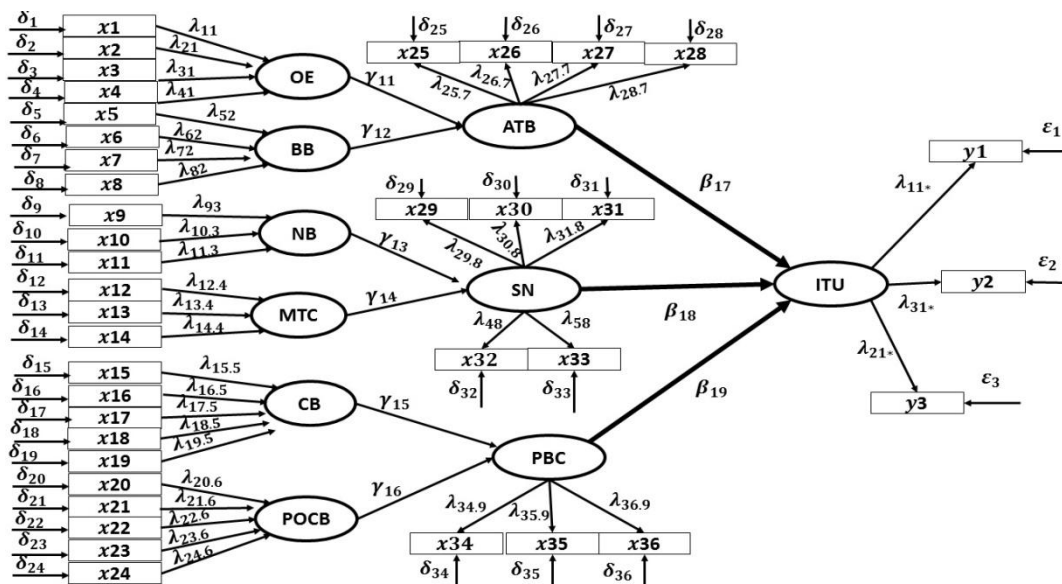 δ₁ x1 λ₁₁
δ₂ x2 λ₂₁
δ₃ x3 λ₃₁
δ₄ x4 λ₄₁
OE
γ₁₁
δ₅ x5 λ₅₂
δ₆ x6 λ₆₂
δ₇ x7 λ₇₂
δ₈ x8 λ₈₂
BB
γ₁₂
δ₂₅ δ₂₆ δ₂₇ δ₂₈
x25 x26 x27 x28
λ₂₅.₇ λ₂₆.₇ λ₂₇.₇ λ₂₈.₇
ATB
β₁₇
δ₉ x9 λ₉₃
δ₁₀ x10 λ₁₀.₃
δ₁₁ x11 λ₁₁.₃
NB
γ₁₃
δ₁₂ x12 λ₁₂.₄
δ₁₃ x13 λ₁₃.₄
δ₁₄ x14 λ₁₄.₄
MTC
γ₁₄
δ₂₉ δ₃₀ δ₃₁
x29 x30 x31
λ₂₉.₈ λ₃₀.₈ λ₃₁.₈
SN
β₁₈
λ₄₈ λ₅₈
x32 x33
δ₃₂ δ₃₃
δ₁₅ x15 λ₁₅.₅
δ₁₆ x16 λ₁₆.₅
δ₁₇ x17 λ₁₇.₅
δ₁₈ x18 λ₁₈.₅
δ₁₉ x19 λ₁₉.₅
CB
γ₁₅
δ₂₀ x20 λ₂₀.₆
δ₂₁ x21 λ₂₁.₆
δ₂₂ x22 λ₂₂.₆
δ₂₃ x23 λ₂₃.₆
δ₂₄ x24 λ₂₄.₆
POCB
γ₁₆
PBC
β₁₉
λ₃₄.₉ λ₃₅.₉ λ₃₆.₉
x34 x35 x36
δ₃₄ δ₃₅ δ₃₆
ITU
λ₁₁* y1 ε₁
λ₃₁* y2 ε₂
λ₂₁* y3 ε₃